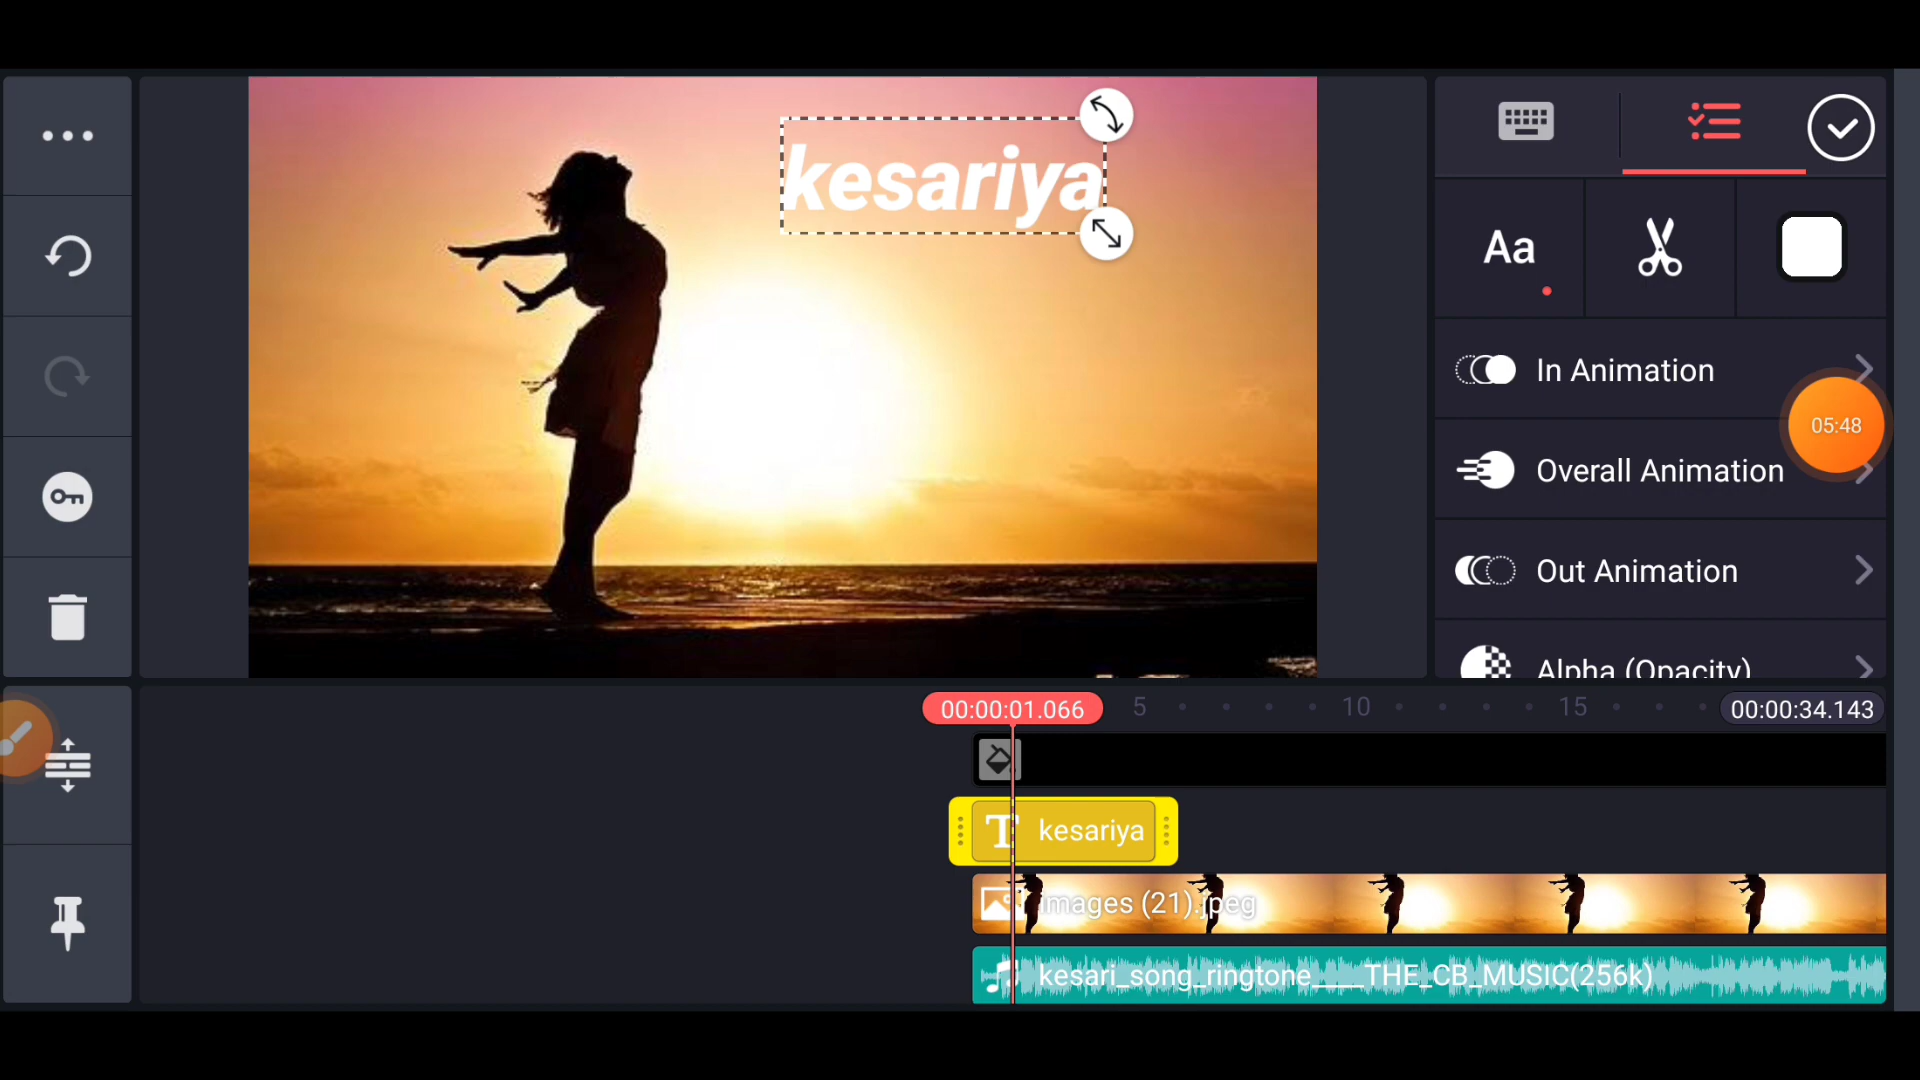 kesariya
Aa
In Animation
05:48
Overall Animation
Out Animation
Alpha (Opacity)
00:00:01.066
5
10
15
00:00:34.143
T kesariya
images (21).jpeg
kesari_song_ringtone___THE_CB_MUSIC(256k)